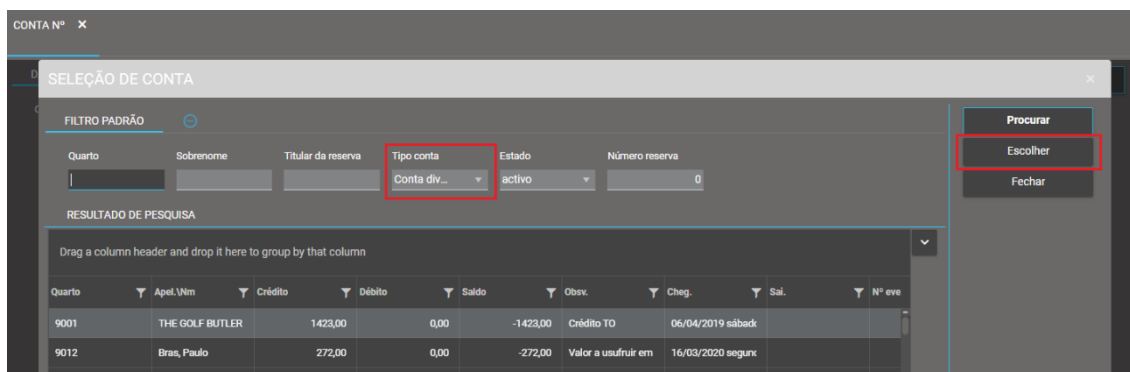 CONTA Nº ×
SELEÇÃO DE CONTA ×
FILTRO PADRÃO
Quarto Sobrenome Titular da reserva Tipo conta Estado Número reserva
Conta div... activo 0
Procurar
Escolher
Fechar
RESULTADO DE PESQUISA
Drag a column header and drop it here to group by that column
Quarto Apel.\Nm Crédito Débito Saldo Obsv. Cheg. Sai. Nº eve
9001 THE GOLF BUTLER 1423,00 0,00 -1423,00 Crédito TO 06/04/2019 sábad
9012 Bras, Paulo 272,00 0,00 -272,00 Valor a usufruir em 16/03/2020 segun